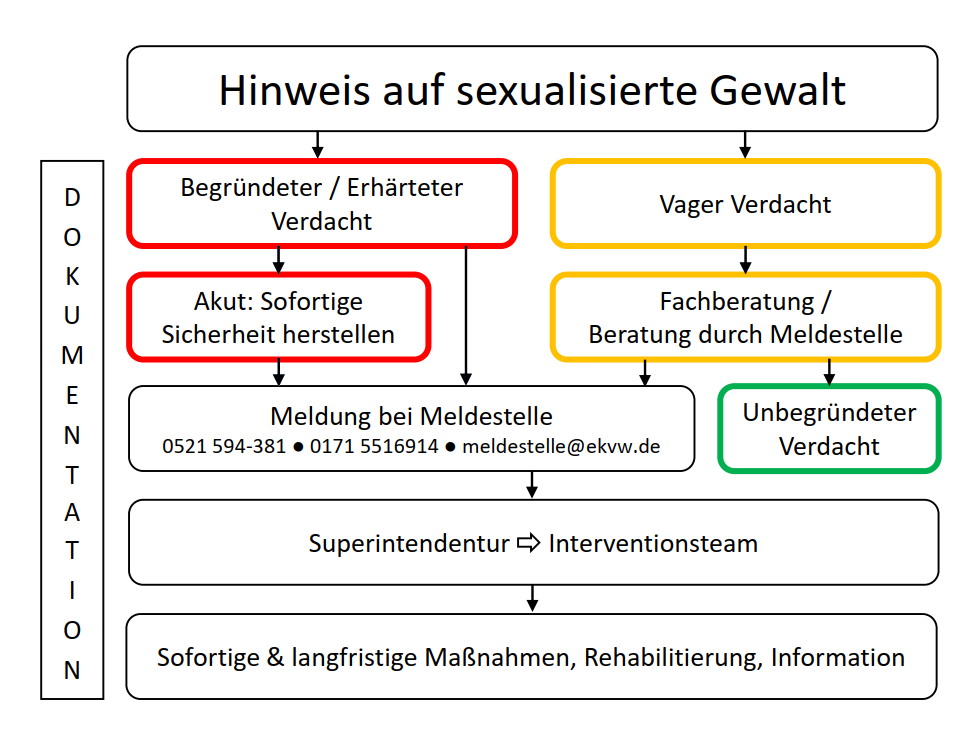 Hinweis auf sexualisierte Gewalt
DOKUMENTATION
Begründeter / Erhärteter
Verdacht
Vager Verdacht
Akut: Sofortige
Sicherheit herstellen
Fachberatung /
Beratung durch Meldestelle
Meldung bei Meldestelle
0521 594-381 ● 0171 5516914 ● meldestelle@ekvw.de
Unbegründeter
Verdacht
Superintendentur ⇨ Interventionsteam
Sofortige & langfristige Maßnahmen, Rehabilitierung, Information